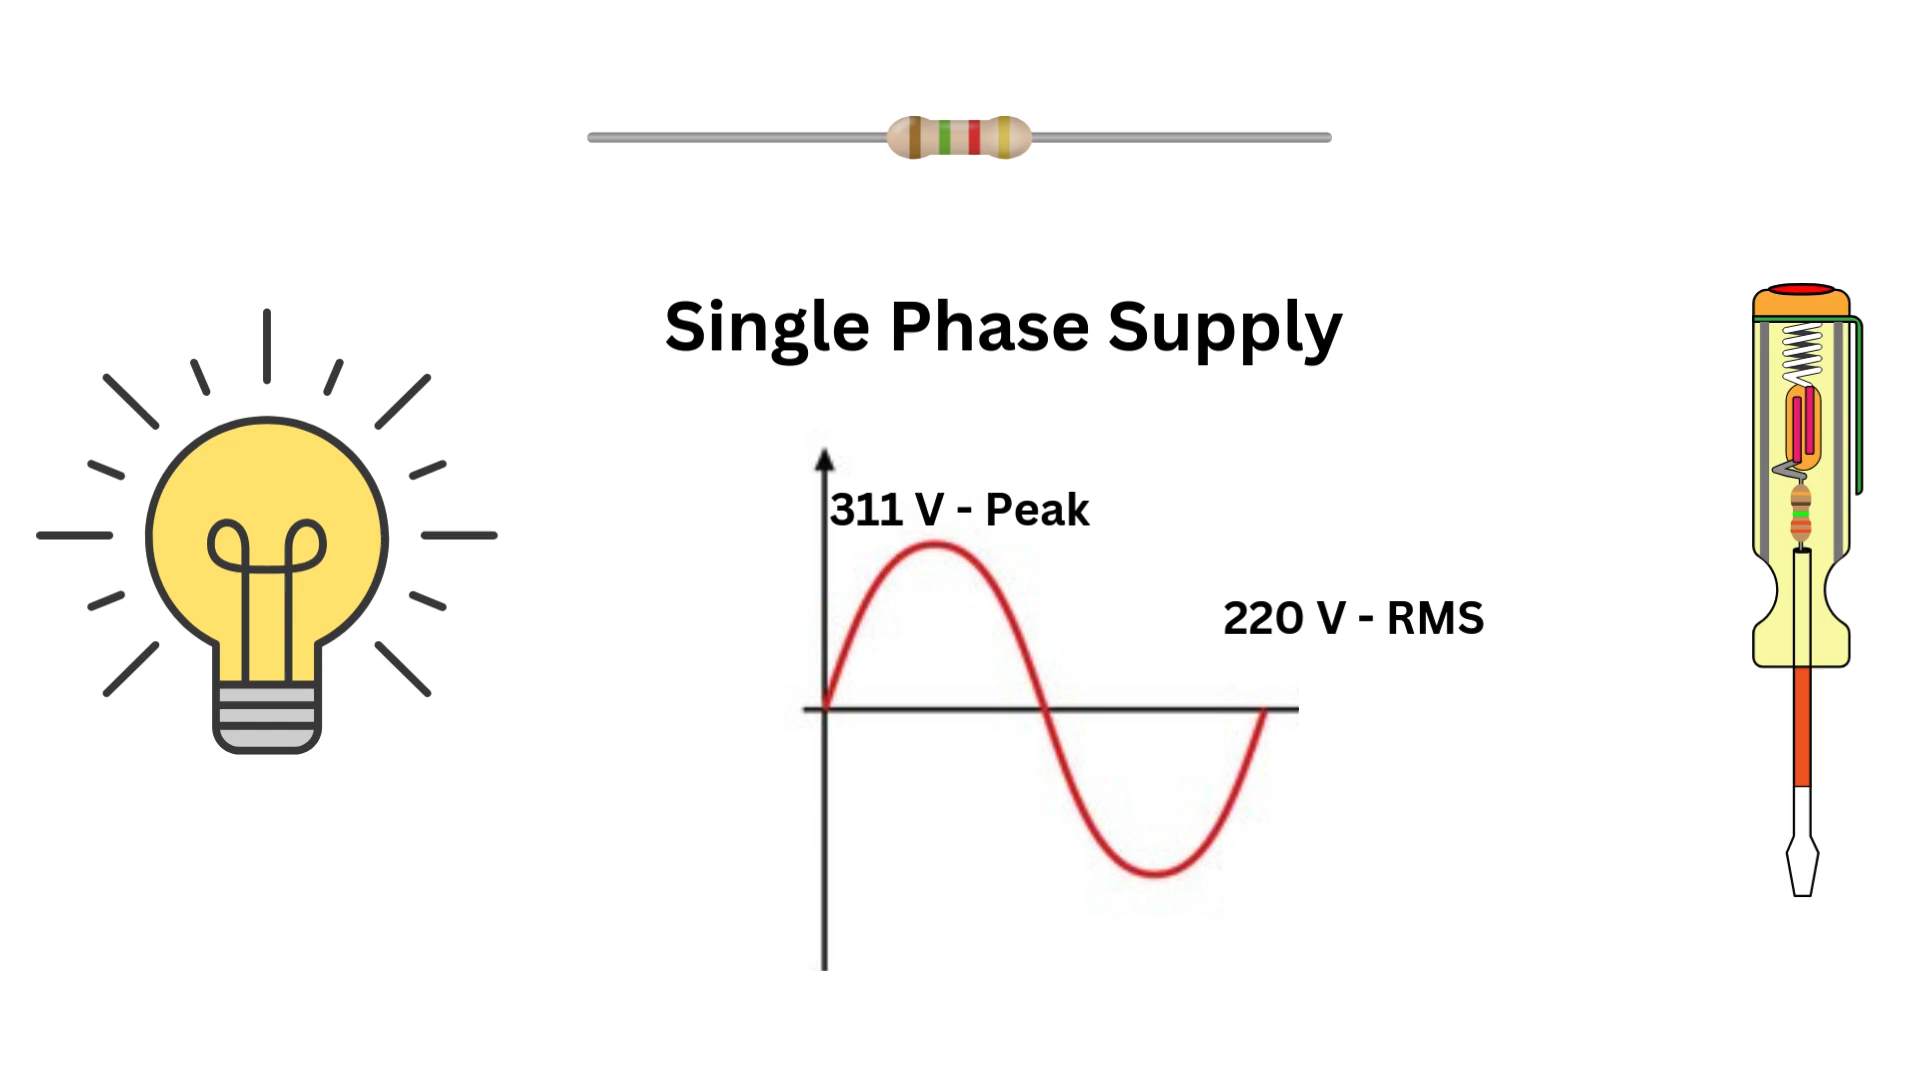 Single Phase Supply
311 V - Peak
220 V - RMS